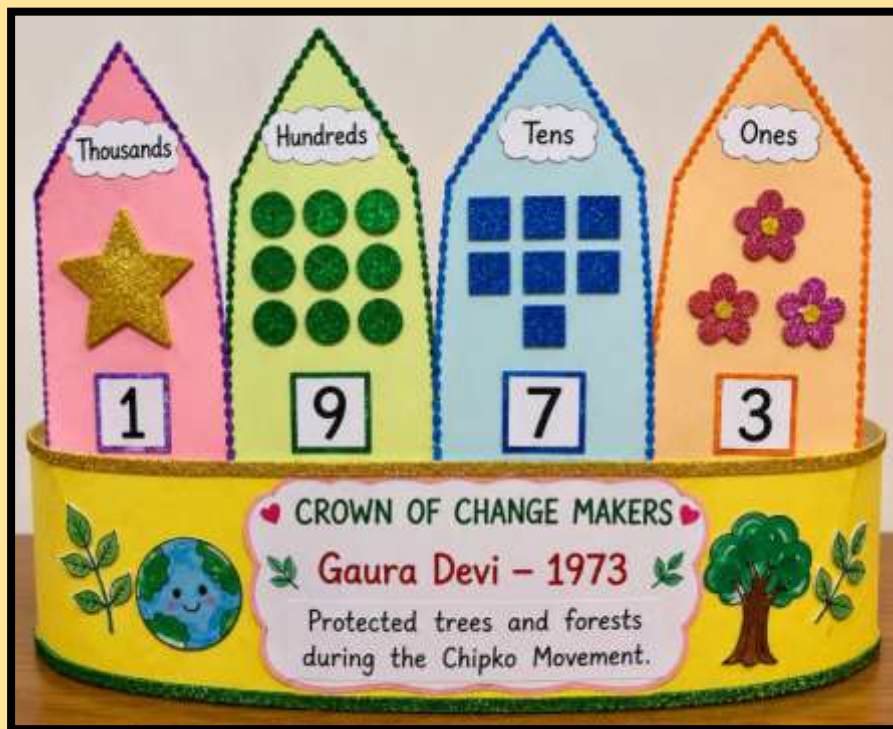 Thousands
Hundreds
Tens
Ones
1
9
7
3
CROWN OF CHANGE MAKERS
Gaura Devi – 1973
Protected trees and forests
during the Chipko Movement.